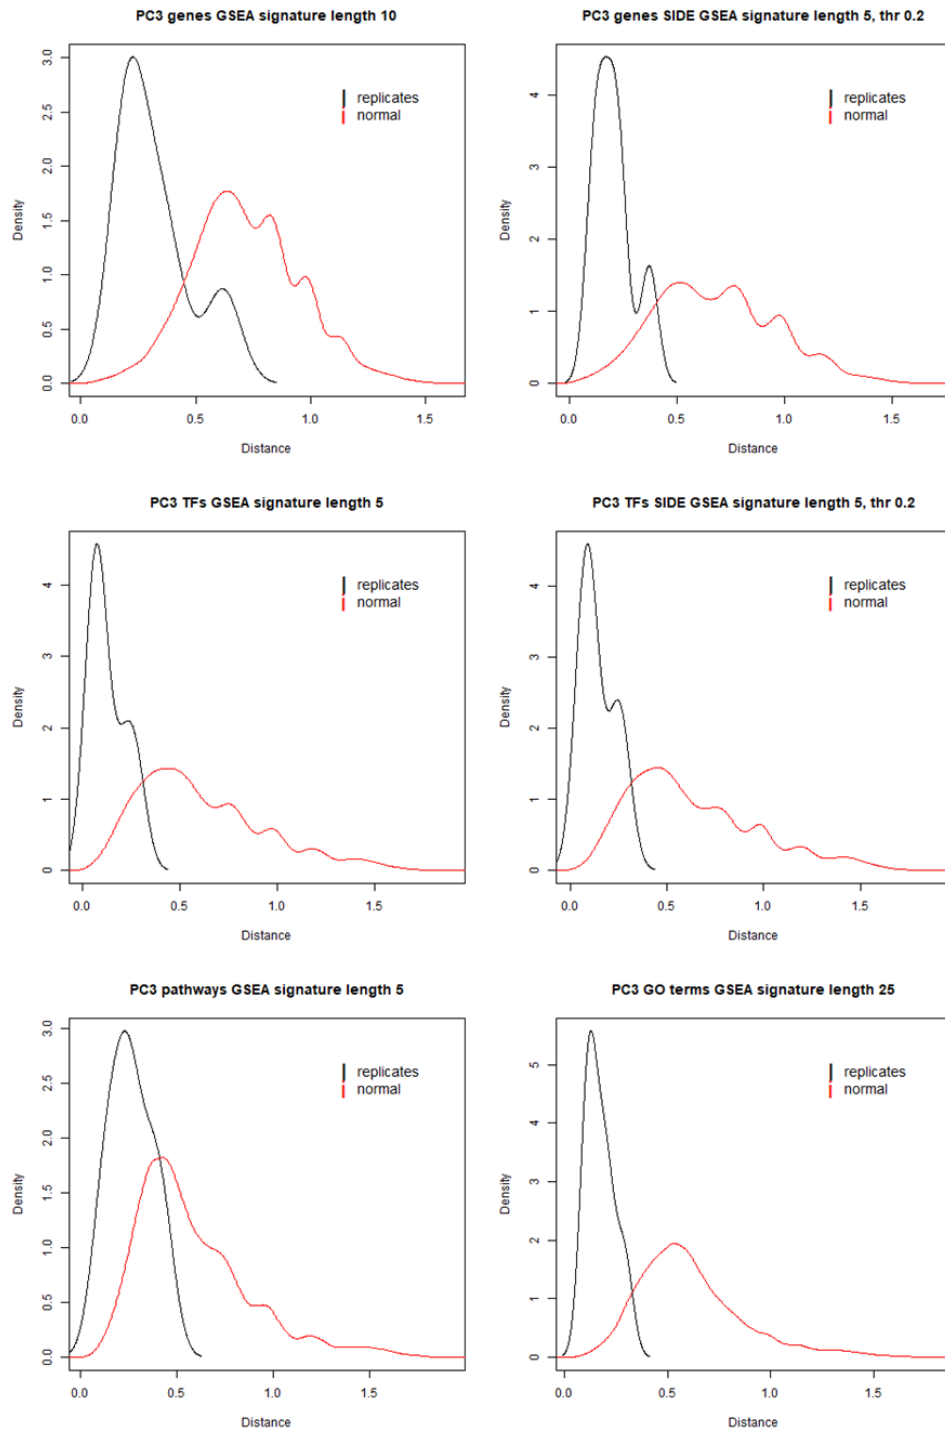 PC3 genes GSEA signature length 10
Density
0.0 0.5 1.0 1.5 2.0 2.5 3.0
replicates
normal
0.0 0.5 1.0 1.5
Distance
PC3 genes SIDE GSEA signature length 5, thr 0.2
Density
0 1 2 3 4
replicates
normal
0.0 0.5 1.0 1.5
Distance
PC3 TFs GSEA signature length 5
Density
0 1 2 3 4
replicates
normal
0.0 0.5 1.0 1.5
Distance
PC3 TFs SIDE GSEA signature length 5, thr 0.2
Density
0 1 2 3 4
replicates
normal
0.0 0.5 1.0 1.5
Distance
PC3 pathways GSEA signature length 5
Density
0.0 0.5 1.0 1.5 2.0 2.5 3.0
replicates
normal
0.0 0.5 1.0 1.5
Distance
PC3 GO terms GSEA signature length 25
Density
0 1 2 3 4 5
replicates
normal
0.0 0.5 1.0 1.5
Distance